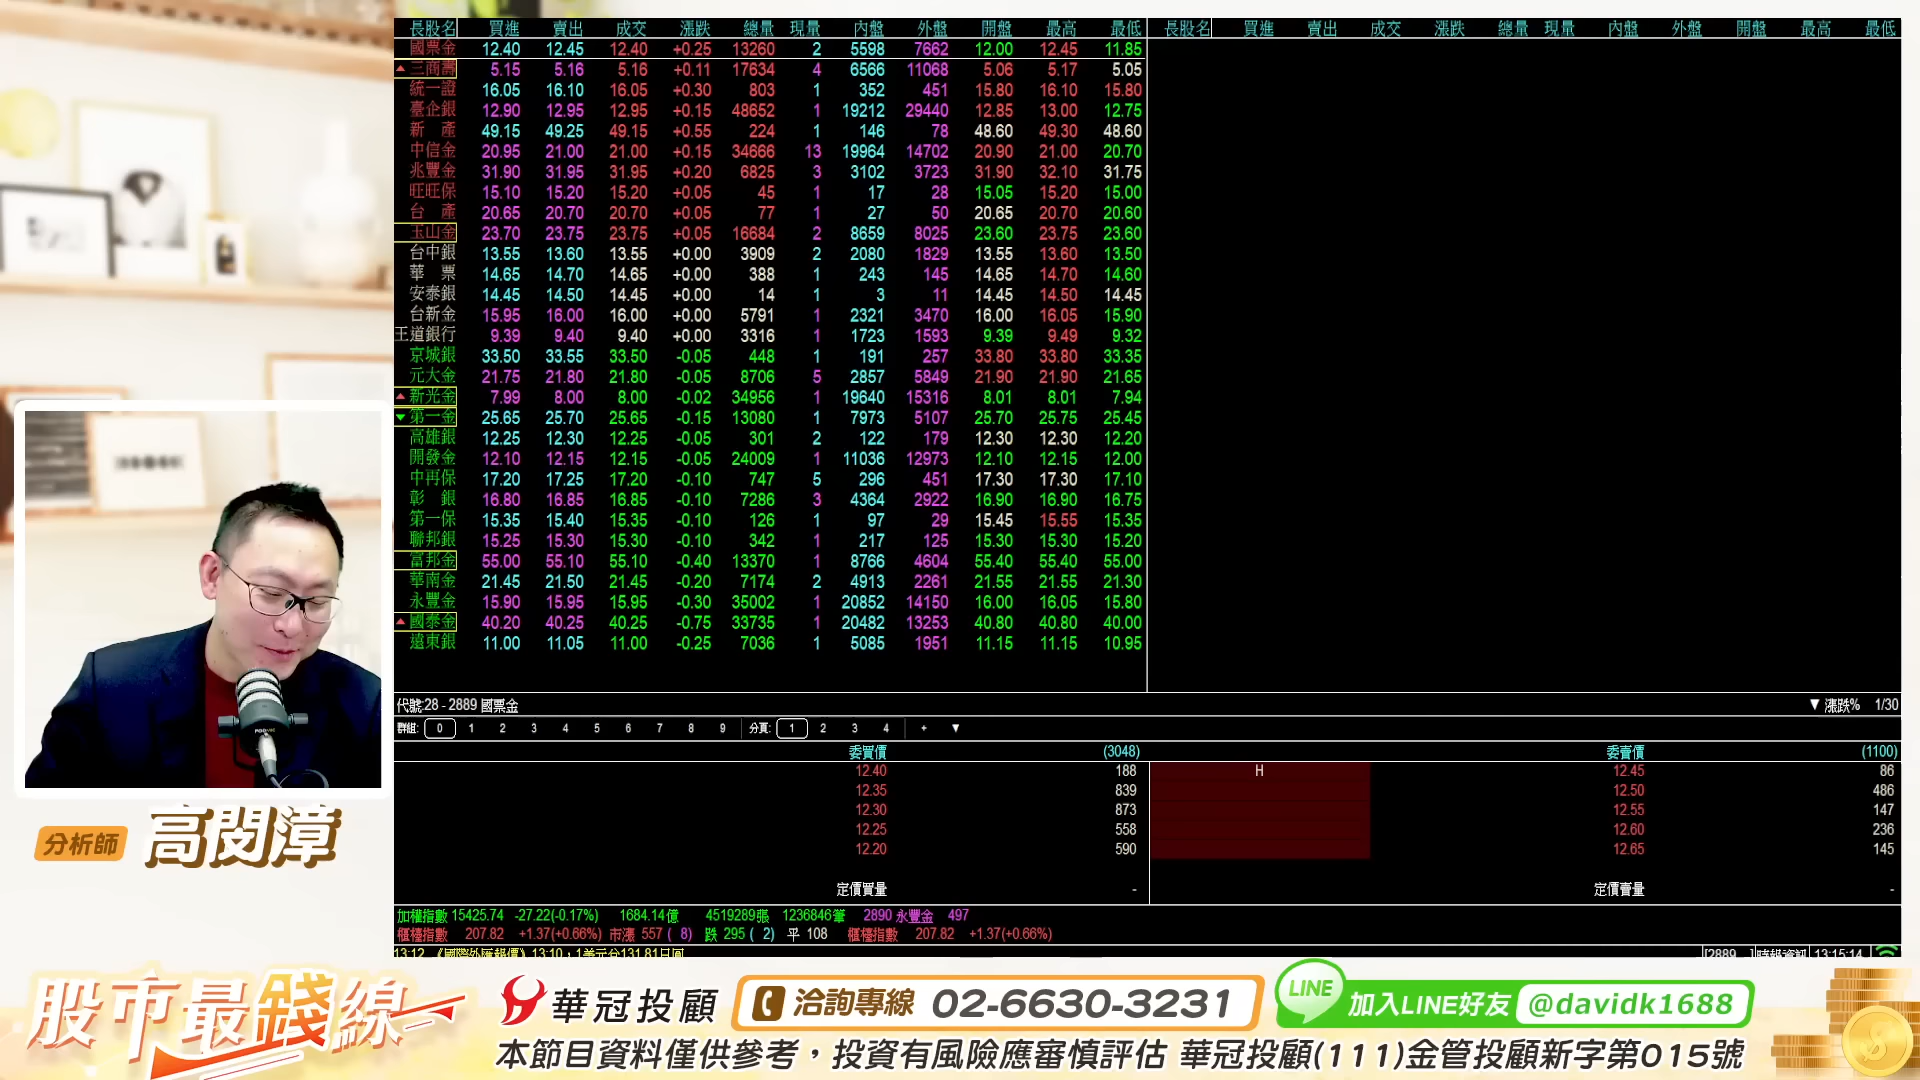 長股名 買進 賣出 成交 漲跌 總量 現量 內盤 外盤 開盤 最高 最低 長股名 買進 賣出 成交 漲跌 總量 現量 內盤 外盤 開盤 最高 最低
國票金 12.40 12.45 12.40 +0.25 13260 2 5598 7662 12.00 12.45 11.85
三商壽 5.15 5.16 5.16 +0.11 17634 4 6566 11068 5.06 5.17 5.05
統一證 16.05 16.10 16.05 +0.30 803 1 352 451 15.80 16.10 15.80
臺企銀 12.90 12.95 12.95 +0.15 48652 1 19212 29440 12.85 13.00 12.75
新 產 49.15 49.25 49.15 +0.55 224 1 146 78 48.60 49.30 48.60
中信金 20.95 21.00 21.00 +0.15 34666 13 19964 14702 20.90 21.00 20.70
兆豐金 31.90 31.95 31.95 +0.20 6825 3 3102 3723 31.90 32.10 31.75
旺旺保 15.10 15.20 15.20 +0.05 45 1 17 28 15.05 15.20 15.00
台 產 20.65 20.70 20.70 +0.05 77 1 27 50 20.65 20.70 20.60
玉山金 23.70 23.75 23.75 +0.05 16684 2 8659 8025 23.60 23.75 23.60
台中銀 13.55 13.60 13.55 +0.00 3909 2 2080 1829 13.55 13.60 13.50
華 票 14.65 14.70 14.65 +0.00 388 1 243 145 14.65 14.70 14.60
安泰銀 14.45 14.50 14.45 +0.00 14 1 3 11 14.45 14.50 14.45
台新金 15.95 16.00 16.00 +0.00 5791 1 2321 3470 16.00 16.05 15.90
王道銀行 9.39 9.40 9.40 +0.00 3316 1 1723 1593 9.39 9.49 9.32
京城銀 33.50 33.55 33.50 -0.05 448 1 191 257 33.80 33.80 33.35
元大金 21.75 21.80 21.80 -0.05 8706 5 2857 5849 21.90 21.90 21.65
新光金 7.99 8.00 8.00 -0.02 34956 1 19640 15316 8.01 8.01 7.94
第一金 25.65 25.70 25.65 -0.15 13080 1 7973 5107 25.70 25.75 25.45
高雄銀 12.25 12.30 12.25 -0.05 301 2 122 179 12.30 12.30 12.20
開發金 12.10 12.15 12.15 -0.05 24009 1 11036 12973 12.10 12.15 12.00
中再保 17.20 17.25 17.20 -0.10 747 5 296 451 17.30 17.30 17.10
彰 銀 16.80 16.85 16.85 -0.10 7286 3 4364 2922 16.90 16.90 16.75
第一保 15.35 15.40 15.35 -0.10 126 1 97 29 15.45 15.55 15.35
聯邦銀 15.25 15.30 15.30 -0.10 342 1 217 125 15.30 15.30 15.20
富邦金 55.00 55.10 55.10 -0.40 13370 1 8766 4604 55.40 55.40 55.00
華南金 21.45 21.50 21.45 -0.20 7174 2 4913 2261 21.55 21.55 21.30
永豐金 15.90 15.95 15.95 -0.30 35002 1 20852 14150 16.00 16.05 15.80
國泰金 40.20 40.25 40.25 -0.75 33735 1 20482 13253 40.80 40.80 40.00
遠東銀 11.00 11.05 11.00 -0.25 7036 1 5085 1951 11.15 11.15 10.95
代號:28 - 2889 國票金 ▼ 漲跌% 1/30
群組: 0 1 2 3 4 5 6 7 8 9 分頁: 1 2 3 4 + ▼
委買價 (3048) 委賣價 (1100)
12.40 188 H 12.45 86
12.35 839 12.50 486
12.30 873 12.55 147
12.25 558 12.60 236
12.20 590 12.65 145
定價買量 - 定價賣量 -
加權指數 15425.74 -27.22(-0.17%) 1684.14億 4519289張 1236846筆 2890 永豐金 497
櫃檯指數 207.82 +1.37(+0.66%) 市漲 557 ( 8) 跌 295 ( 2) 平 108 櫃檯指數 207.82 +1.37(+0.66%)
13:12 《國際外匯報價》13:10，1美元兌131.81日圓 [2889 ] 時報資訊 13:15:14
分析師 高閔漳
股市最錢線
華冠投顧 洽詢專線 02-6630-3231 LINE 加入LINE好友 @davidk1688
本節目資料僅供參考，投資有風險應審慎評估 華冠投顧(111)金管投顧新字第015號